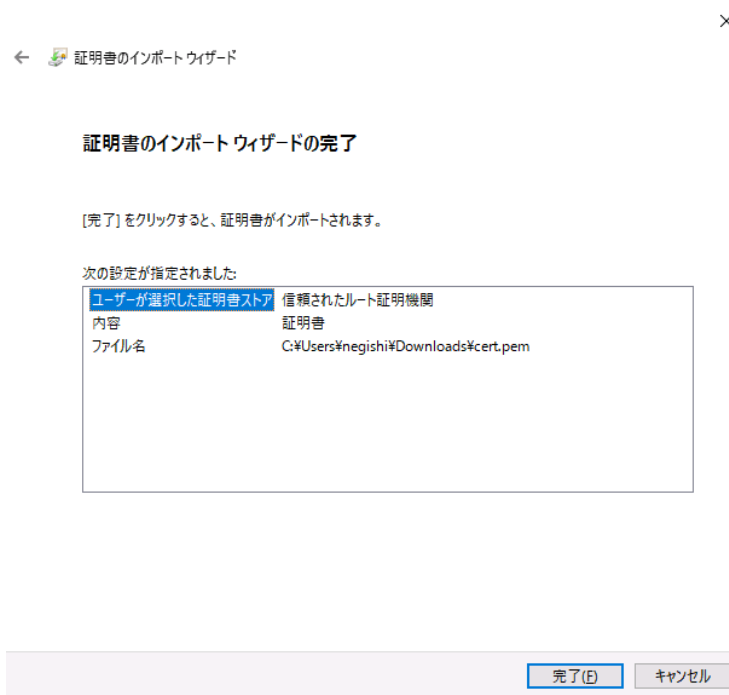 証明書のインポート ウィザード
証明書のインポート ウィザードの完了
[完了] をクリックすると、証明書がインポートされます。
次の設定が指定されました:
ユーザーが選択した証明書ストア 信頼されたルート証明機関
内容 証明書
ファイル名 C:¥Users¥negishi¥Downloads¥cert.pem
完了(F) キャンセル